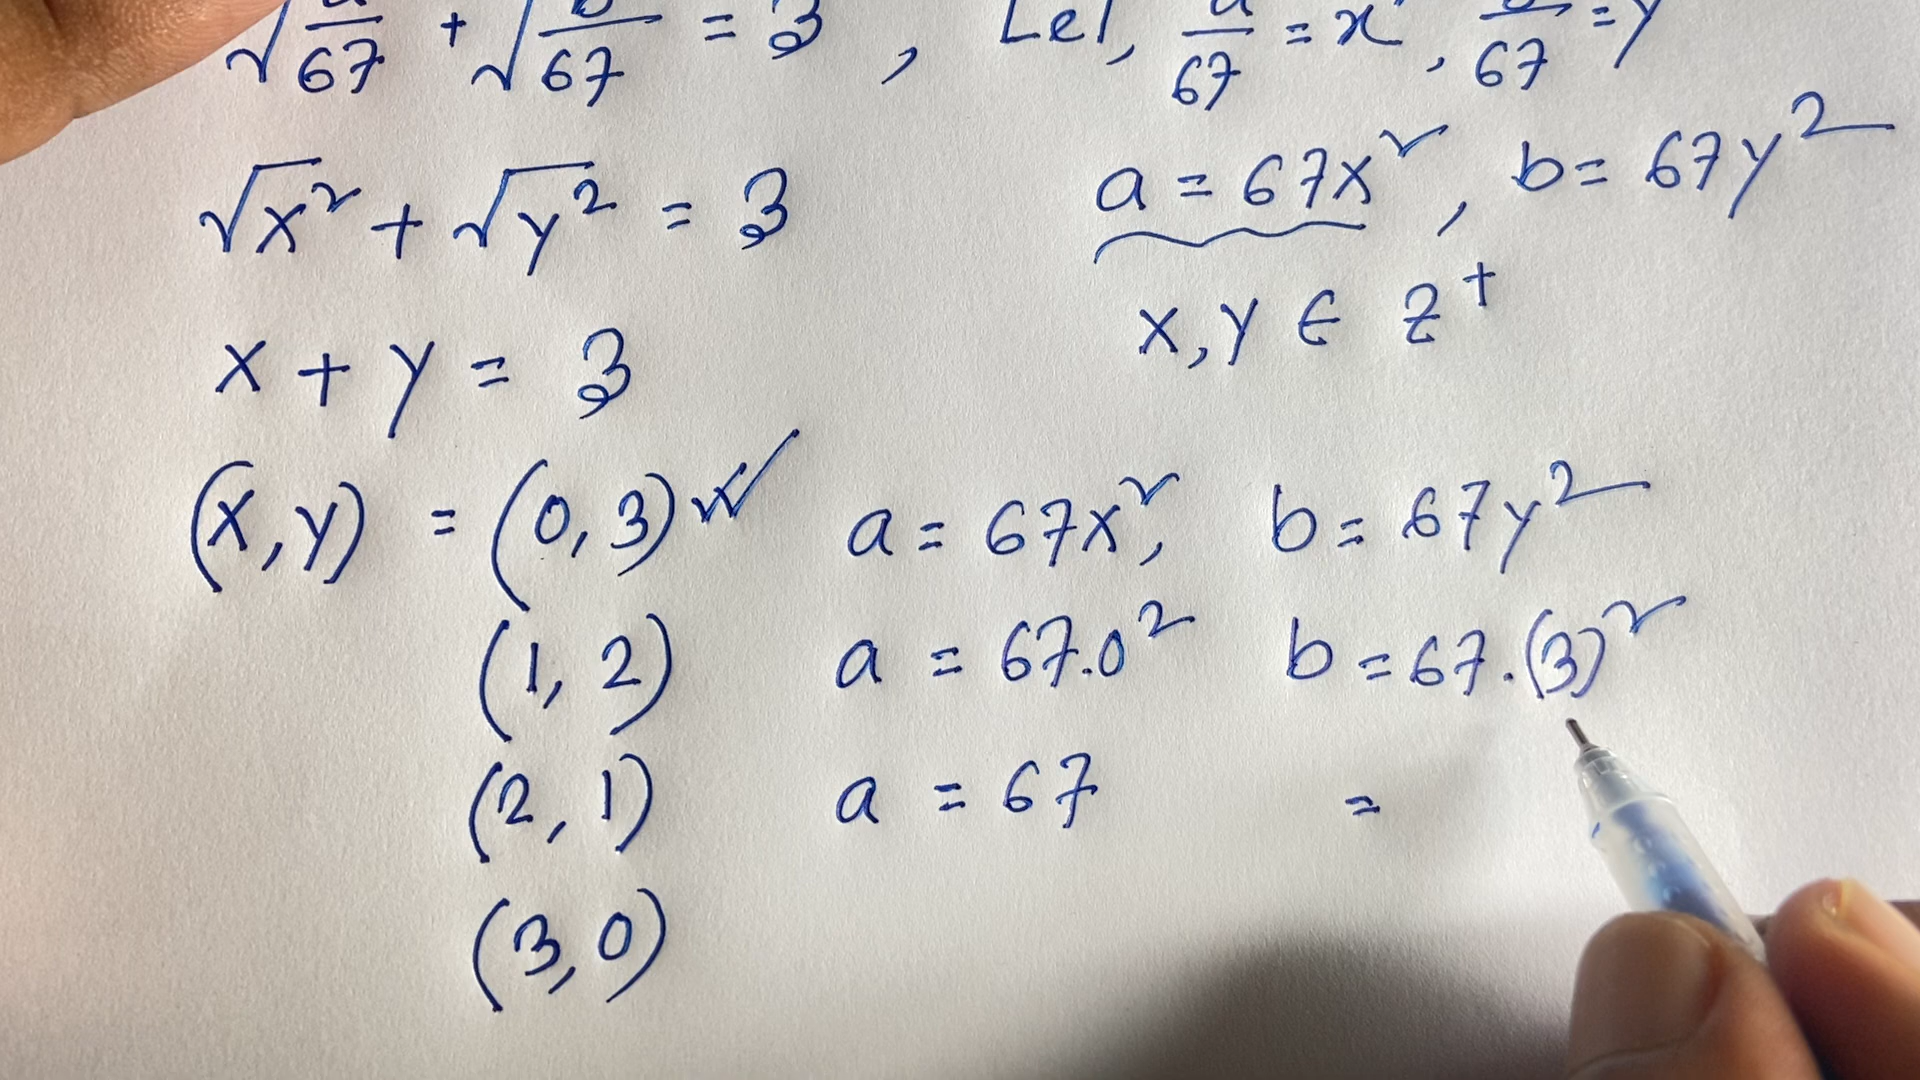 √a/67 + √b/67 = 3 , Let, a/67 = x², b/67 = y
√x² + √y² = 3 a = 67x², b = 67y²
x, y ∈ Z⁺
x + y = 3
(x, y) = (0, 3) a = 67x², b = 67y²
(1, 2) a = 67.0² b = 67.(3)²
(2, 1) a = 67 =
(3, 0)